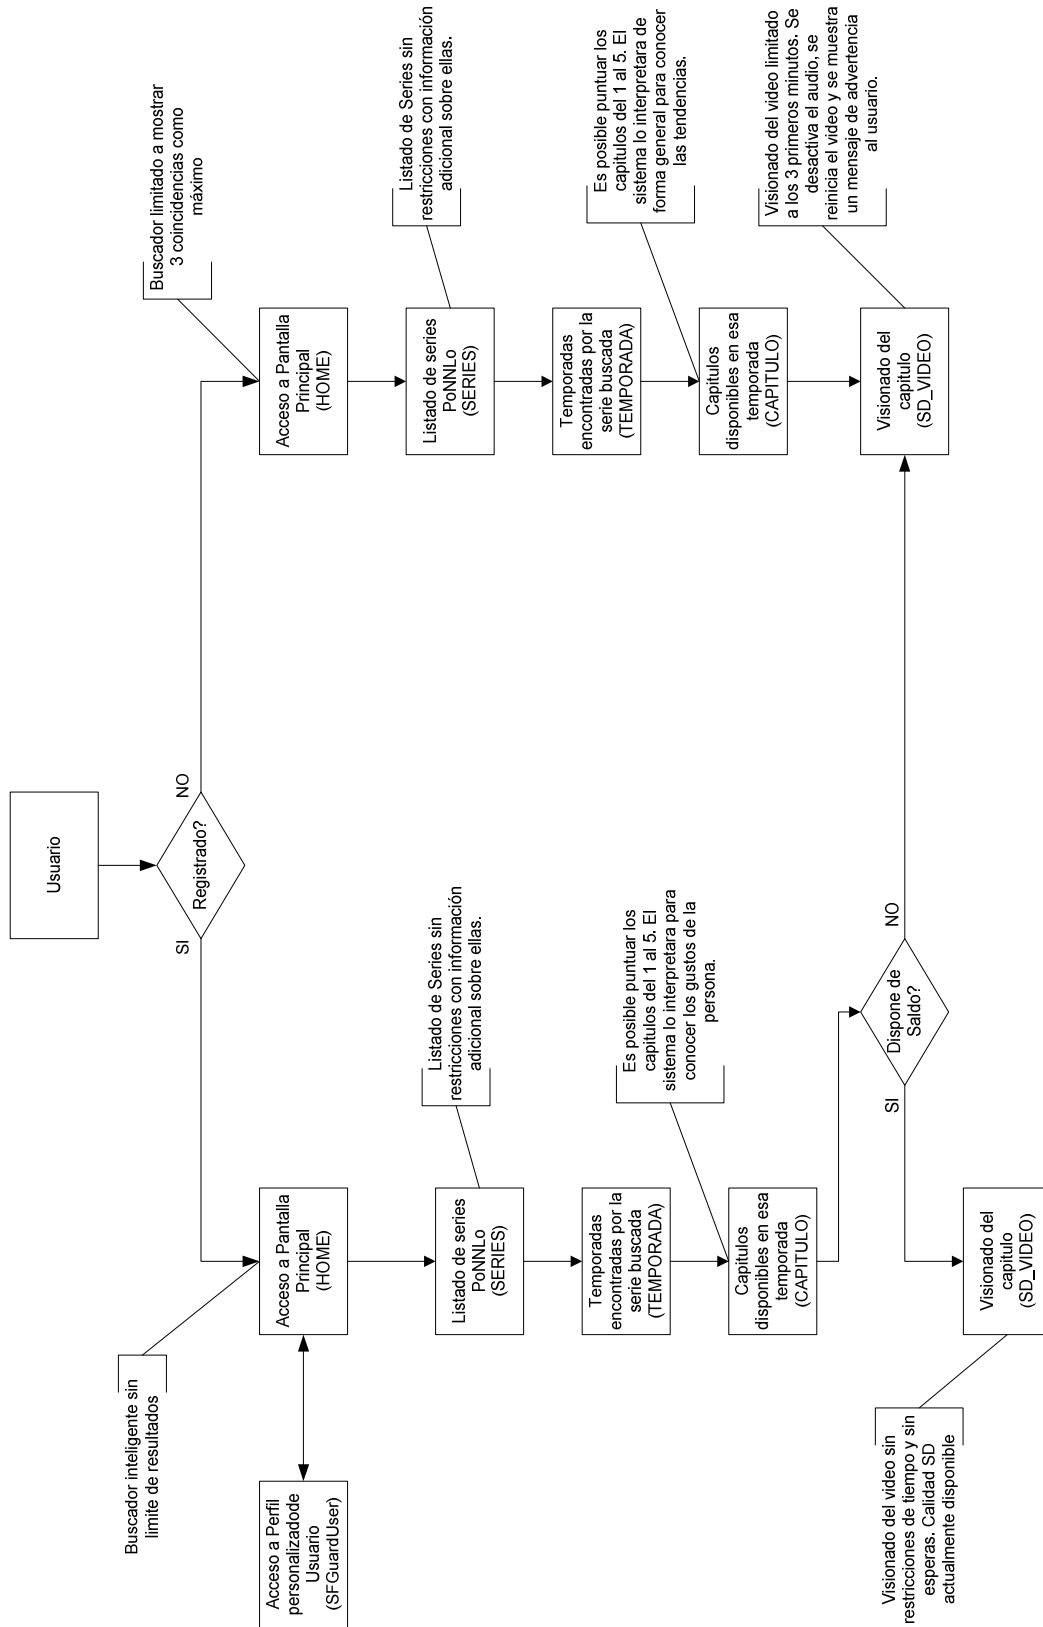 Usuario
Registrado?
SI
NO
Buscador inteligente sin
limite de resultados
Acceso a Perfil
personalizadode
Usuario
(SFGuardUser)
Acceso a Pantalla
Principal
(HOME)
Listado de Series sin
restricciones con información
adicional sobre ellas.
Listado de series
PoNNLo
(SERIES)
Temporadas
encontradas por la
serie buscada
(TEMPORADA)
Es posible puntuar los
capitulos del 1 al 5. El
sistema lo interpretara para
conocer los gustos de la
persona.
Capitulos
disponibles en esa
temporada
(CAPITULO)
Dispone de
Saldo?
SI
NO
Visionado del video sin
restricciones de tiempo y sin
esperas. Calidad SD
actualmente disponible
Visionado del
capitulo
(SD_VIDEO)
Buscador limitado a mostrar
3 coincidencias como
máximo
Acceso a Pantalla
Principal
(HOME)
Listado de Series sin
restricciones con información
adicional sobre ellas.
Listado de series
PoNNLo
(SERIES)
Temporadas
encontradas por la
serie buscada
(TEMPORADA)
Es posible puntuar los
capitulos del 1 al 5. El
sistema lo interpretara de
forma general para conocer
las tendencias.
Capitulos
disponibles en esa
temporada
(CAPITULO)
Visionado del video limitado
a los 3 primeros minutos. Se
desactiva el audio, se
reinicia el video y se muestra
un mensaje de advertencia
al usuario.
Visionado del
capitulo
(SD_VIDEO)